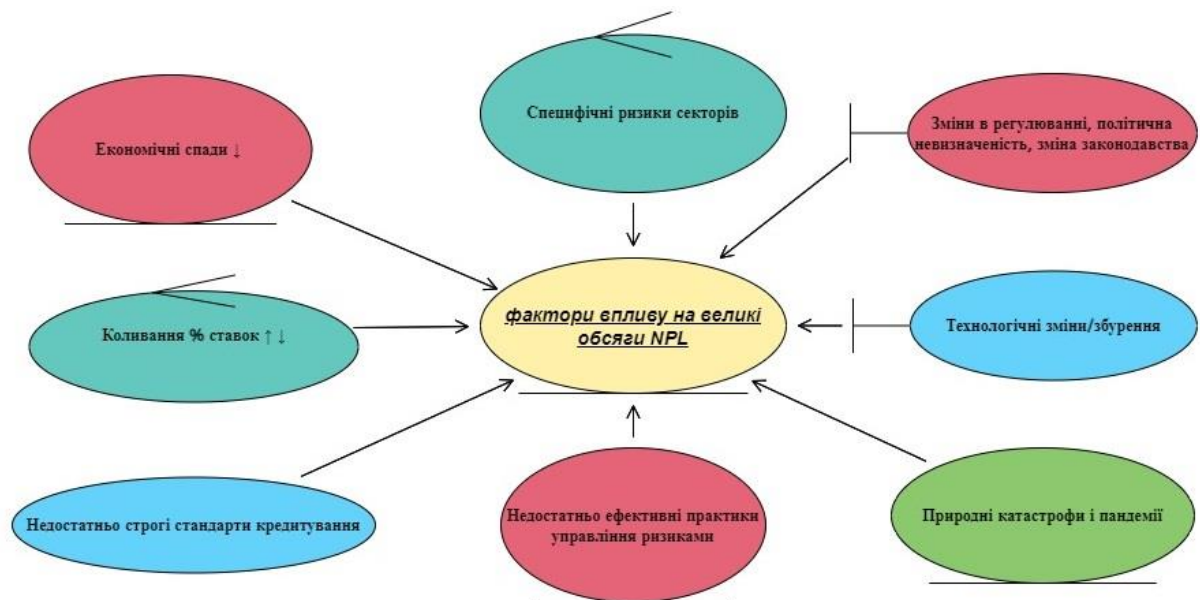 Специфічні ризики секторів
Економічні спади ↓
Зміни в регулюванні, політична
невизначеність, зміна законодавства
фактори впливу на великі
обсяги NPL
Коливання % ставок ↑ ↓
Технологічні зміни/збурення
Недостатньо строгі стандарти кредитування
Недостатньо ефективні практики
управління ризиками
Природні катастрофи і пандемії